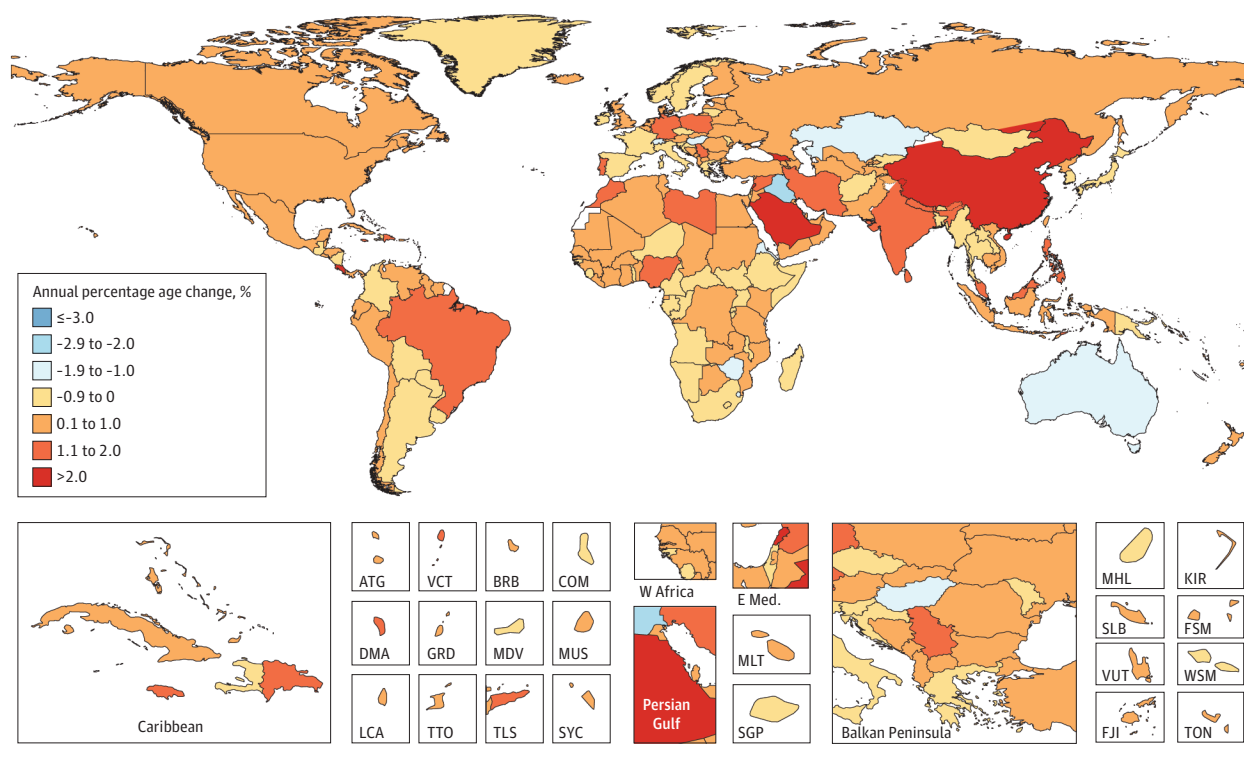 Annual percentage age change, %
≤–3.0
–2.9 to –2.0
–1.9 to –1.0
–0.9 to 0
0.1 to 1.0
1.1 to 2.0
>2.0
Caribbean
ATG
VCT
BRB
COM
DMA
GRD
MDV
MUS
LCA
TTO
TLS
SYC
W Africa
E Med.
Persian
Gulf
MLT
SGP
Balkan Peninsula
MHL
KIR
SLB
FSM
VUT
WSM
FJI
TON